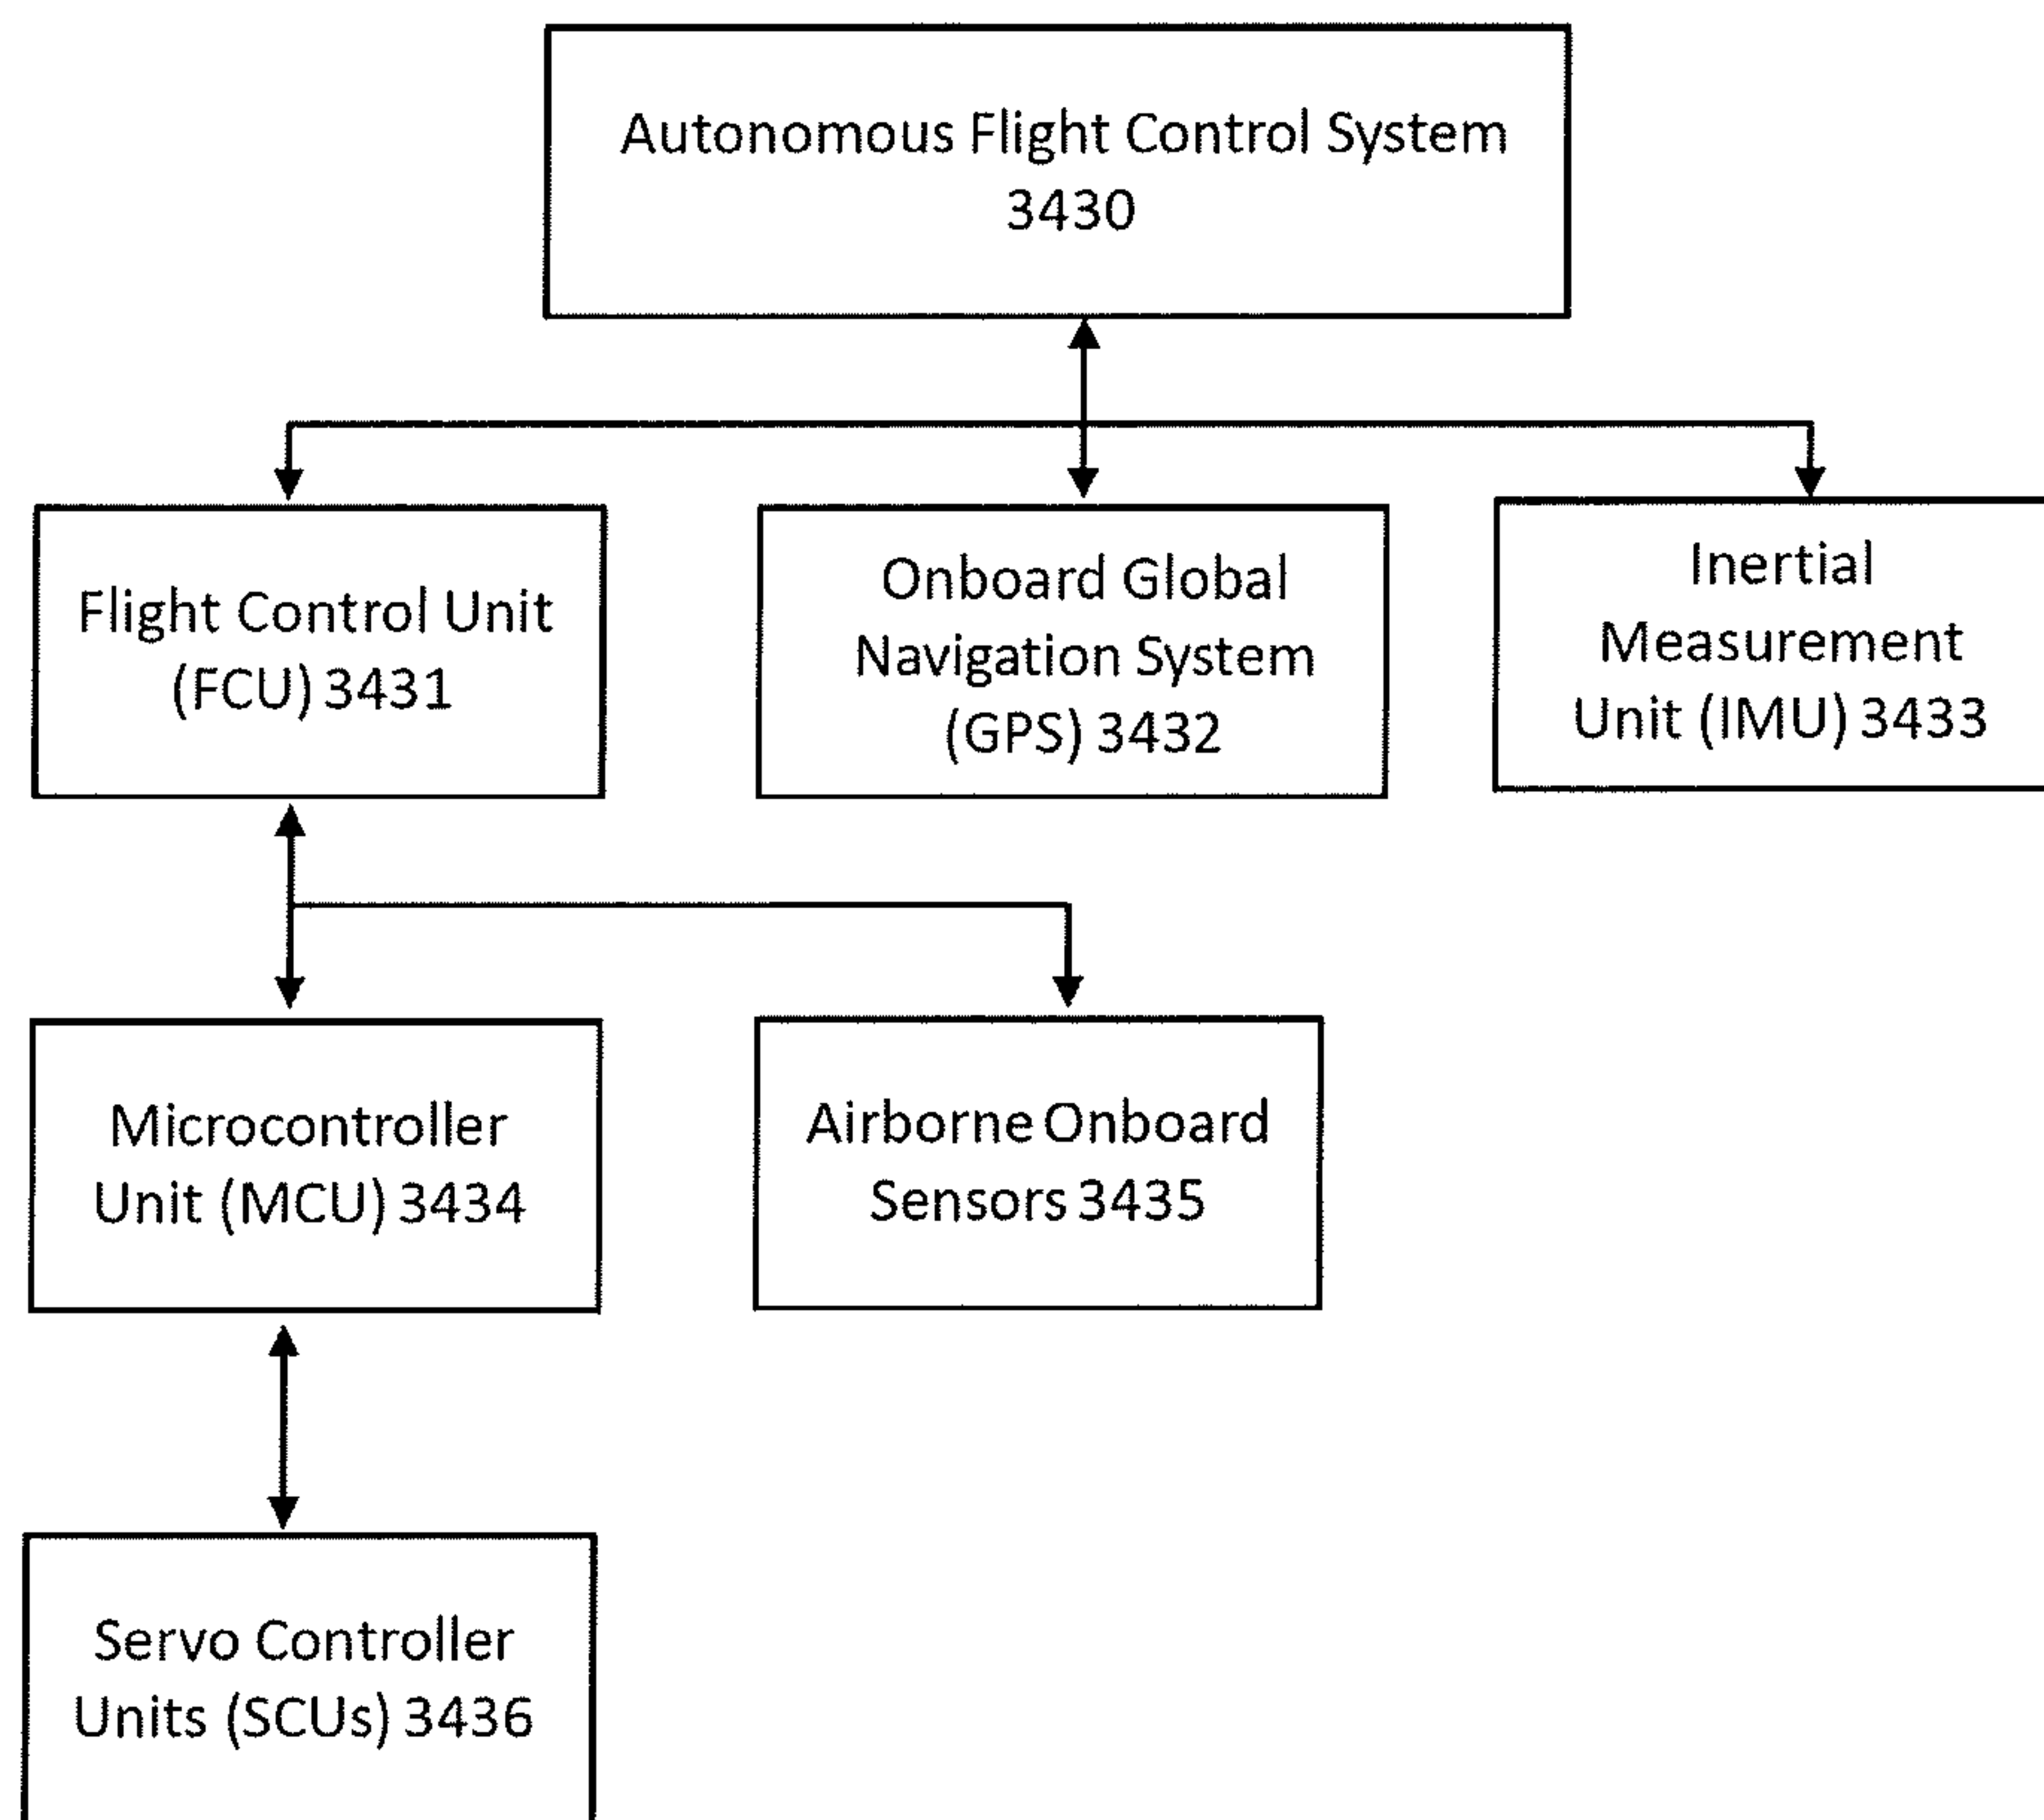 Autonomous Flight Control System
3430
Flight Control Unit
(FCU) 3431
Onboard Global
Navigation System
(GPS) 3432
Inertial
Measurement
Unit (IMU) 3433
Microcontroller
Unit (MCU) 3434
Airborne Onboard
Sensors 3435
Servo Controller
Units (SCUs) 3436